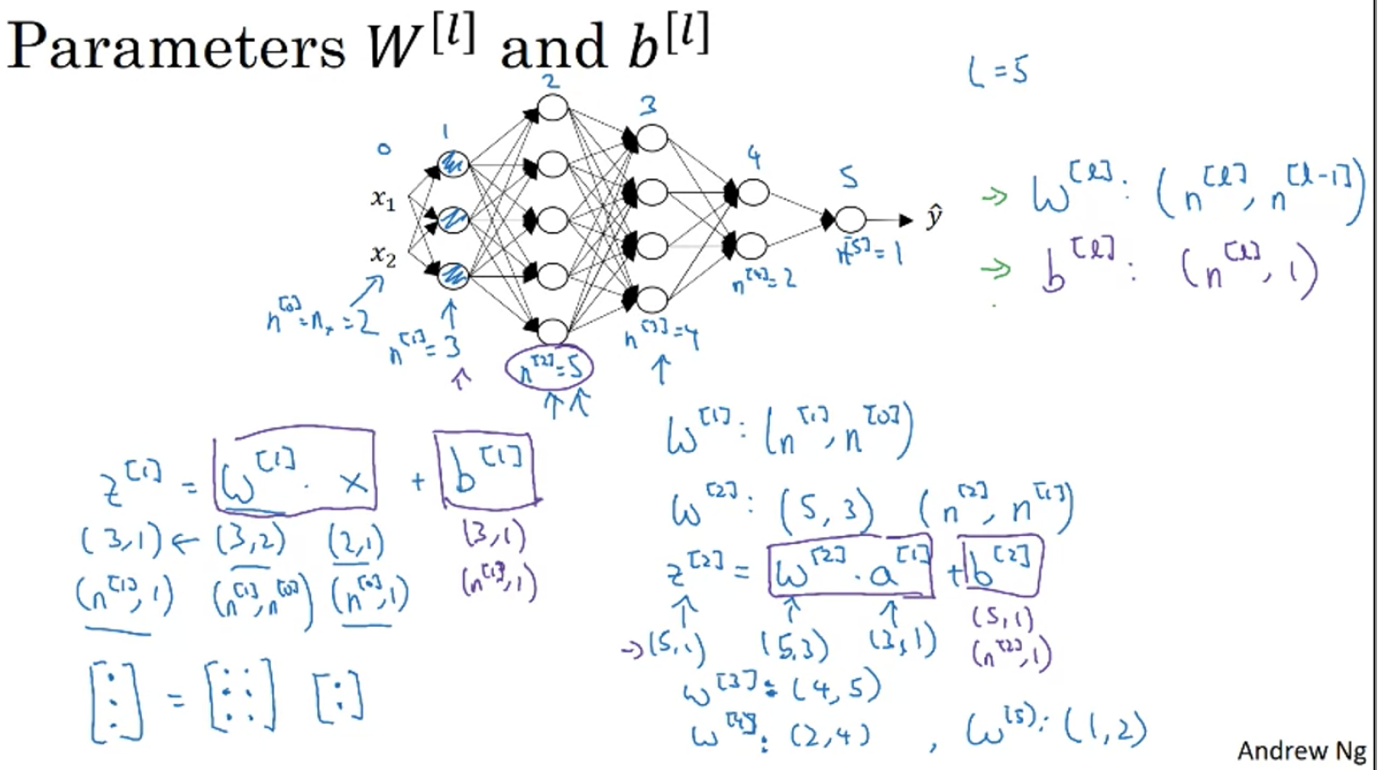 Parameters W^[l] and b^[l]
L = 5
0
1
2
3
4
5
x₁
x₂
ŷ
n^[0] = nₓ = 2
n^[1] = 3
n^[2] = 5
n^[3] = 4
n^[4] = 2
n^[5] = 1
→ W^[l] : (n^[l], n^[l-1])
→ b^[l] : (n^[l], 1)
z^[1] = W^[1] · x + b^[1]
(3,1) ← (3,2) (2,1) (3,1)
(n^[1], 1) (n^[1], n^[0]) (n^[0], 1) (n^[1], 1)
W^[1] : (n^[1], n^[0])
W^[2] : (5, 3) (n^[2], n^[1])
z^[2] = W^[2] · a^[1] + b^[2]
→ (5,1) (5,3) (3,1) (5,1)
(n^[2], 1)
W^[3] : (4, 5)
W^[4] : (2, 4) , W^[5] : (1, 2)
Andrew Ng